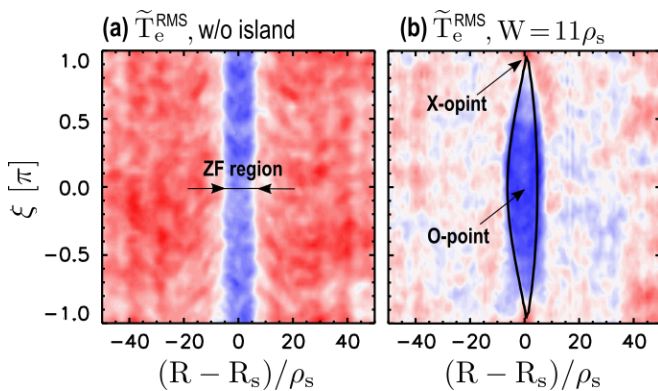 (a) T̃ₑᴿᴹˢ, w/o island
(b) T̃ₑᴿᴹˢ, W = 11ρₛ
ξ [π]
1.0
0.5
0.0
−0.5
−1.0
ZF region
X-opint
O-point
−40 −20 0 20 40
−40 −20 0 20 40
(R − Rₛ)/ρₛ
(R − Rₛ)/ρₛ